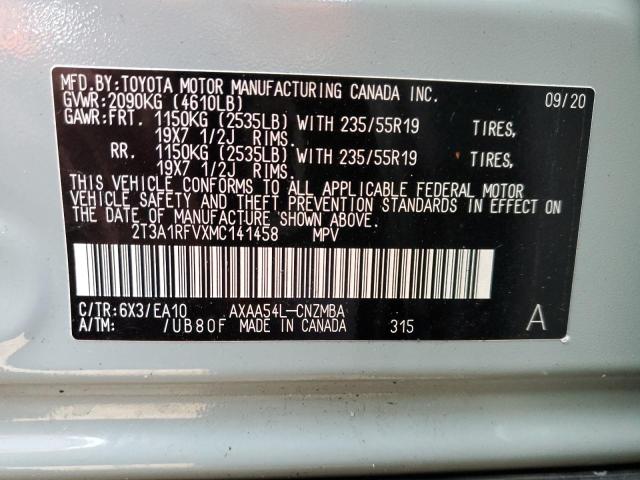 MFD.BY:TOYOTA MOTOR MANUFACTURING CANADA INC. 09/20
GVWR:2090KG (4610LB)
GAWR:FRT. 1150KG (2535LB) WITH 235/55R19 TIRES,
19X7 1/2J RIMS.
RR. 1150KG (2535LB) WITH 235/55R19 TIRES,
19X7 1/2J RIMS.
THIS VEHICLE CONFORMS TO ALL APPLICABLE FEDERAL MOTOR
VEHICLE SAFETY AND THEFT PREVENTION STANDARDS IN EFFECT ON
THE DATE OF MANUFACTURE SHOWN ABOVE.
2T3A1RFVXMC141458 MPV
C/TR:6X3/EA10 AXAA54L-CNZMBA A
A/TM: /UB80F MADE IN CANADA 315